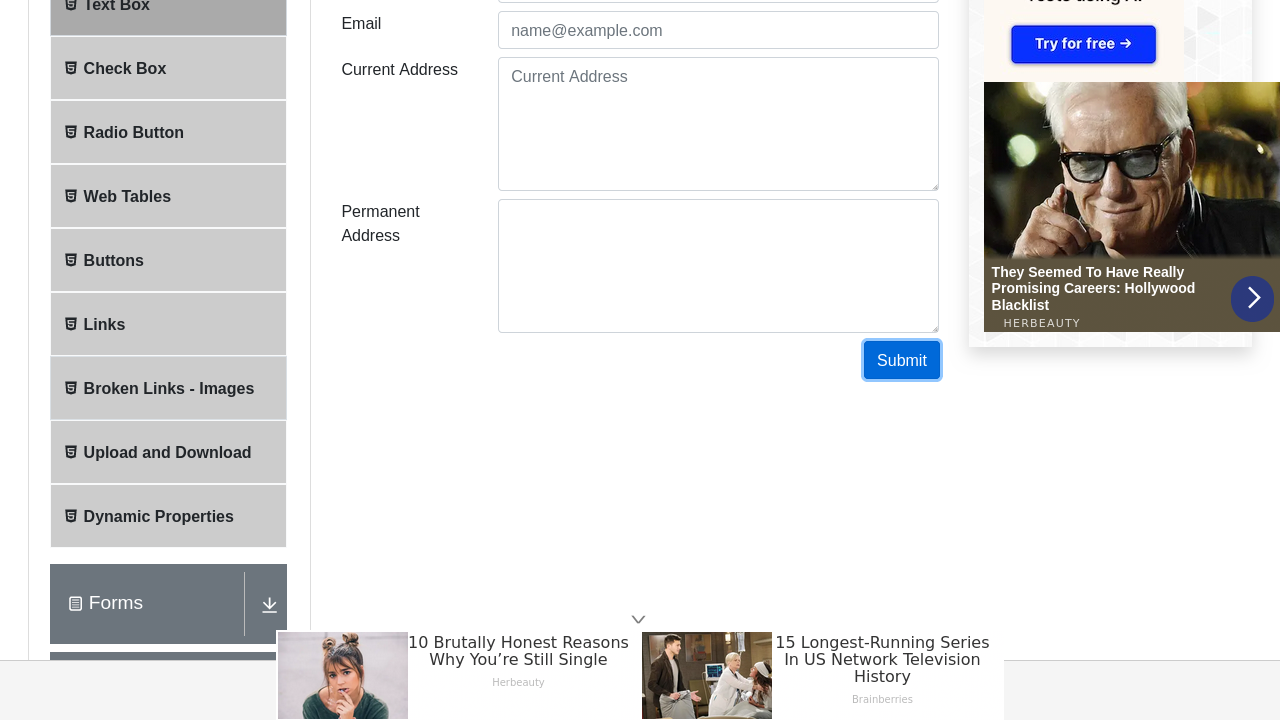 Text Box
Check Box
Radio Button
Web Tables
Buttons
Links
Broken Links - Images
Upload and Download
Dynamic Properties
Forms
Email
name@example.com
Current Address
Current Address
Permanent
Address
Submit
Try for free →
They Seemed To Have Really
Promising Careers: Hollywood
Blacklist
HERBEAUTY
10 Brutally Honest Reasons
Why You’re Still Single
Herbeauty
15 Longest-Running Series
In US Network Television
History
Brainberries